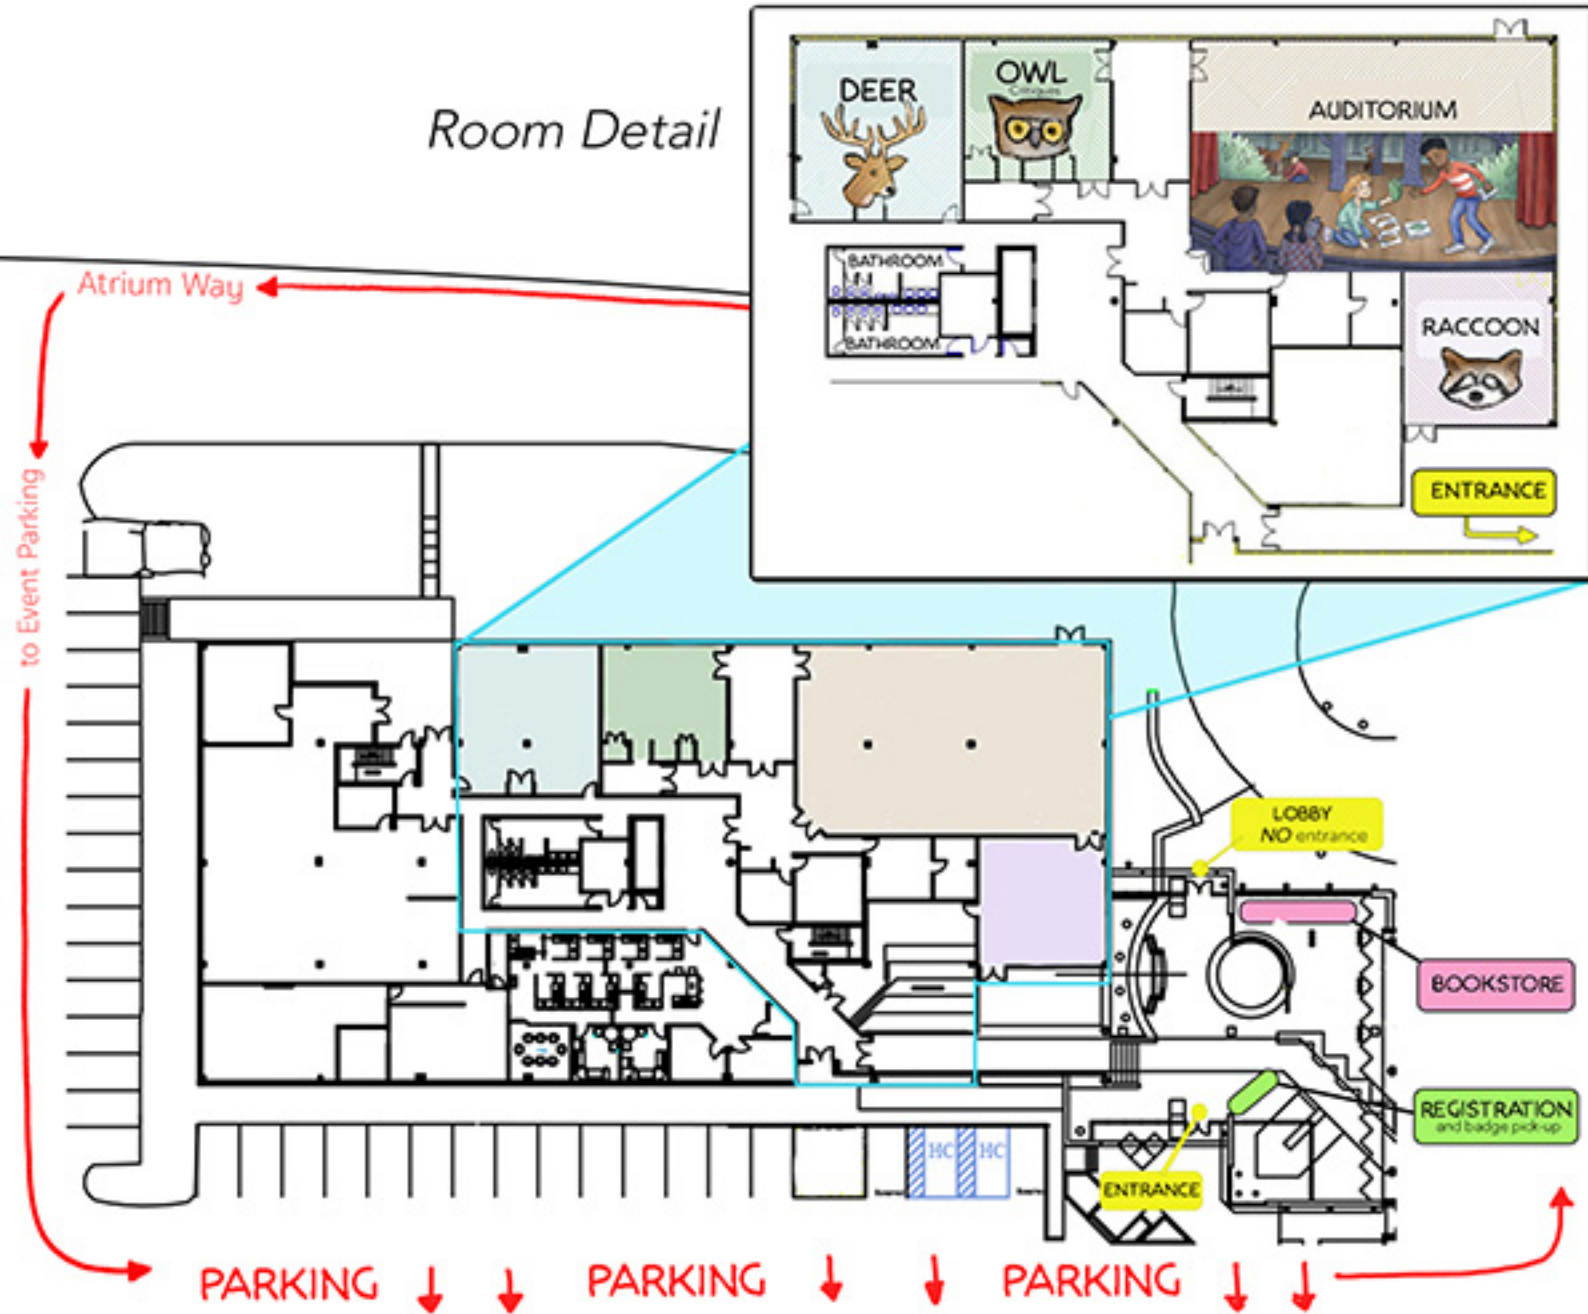 Room Detail
DEER
OWL
Critiques
AUDITORIUM
BATHROOM
BATHROOM
RACCOON
ENTRANCE
Atrium Way
to Event Parking
LOBBY
NO entrance
BOOKSTORE
REGISTRATION
and badge pick-up
HC
HC
ENTRANCE
PARKING
PARKING
PARKING